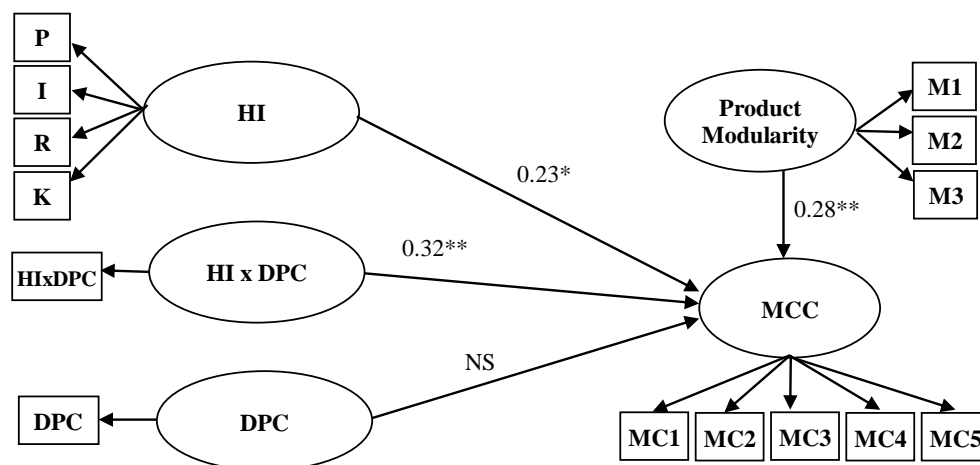 P
I
R
K
HI
0.23*
Product
Modularity
M1
M2
M3
0.28**
HIxDPC
HI x DPC
0.32**
MCC
DPC
DPC
NS
MC1
MC2
MC3
MC4
MC5